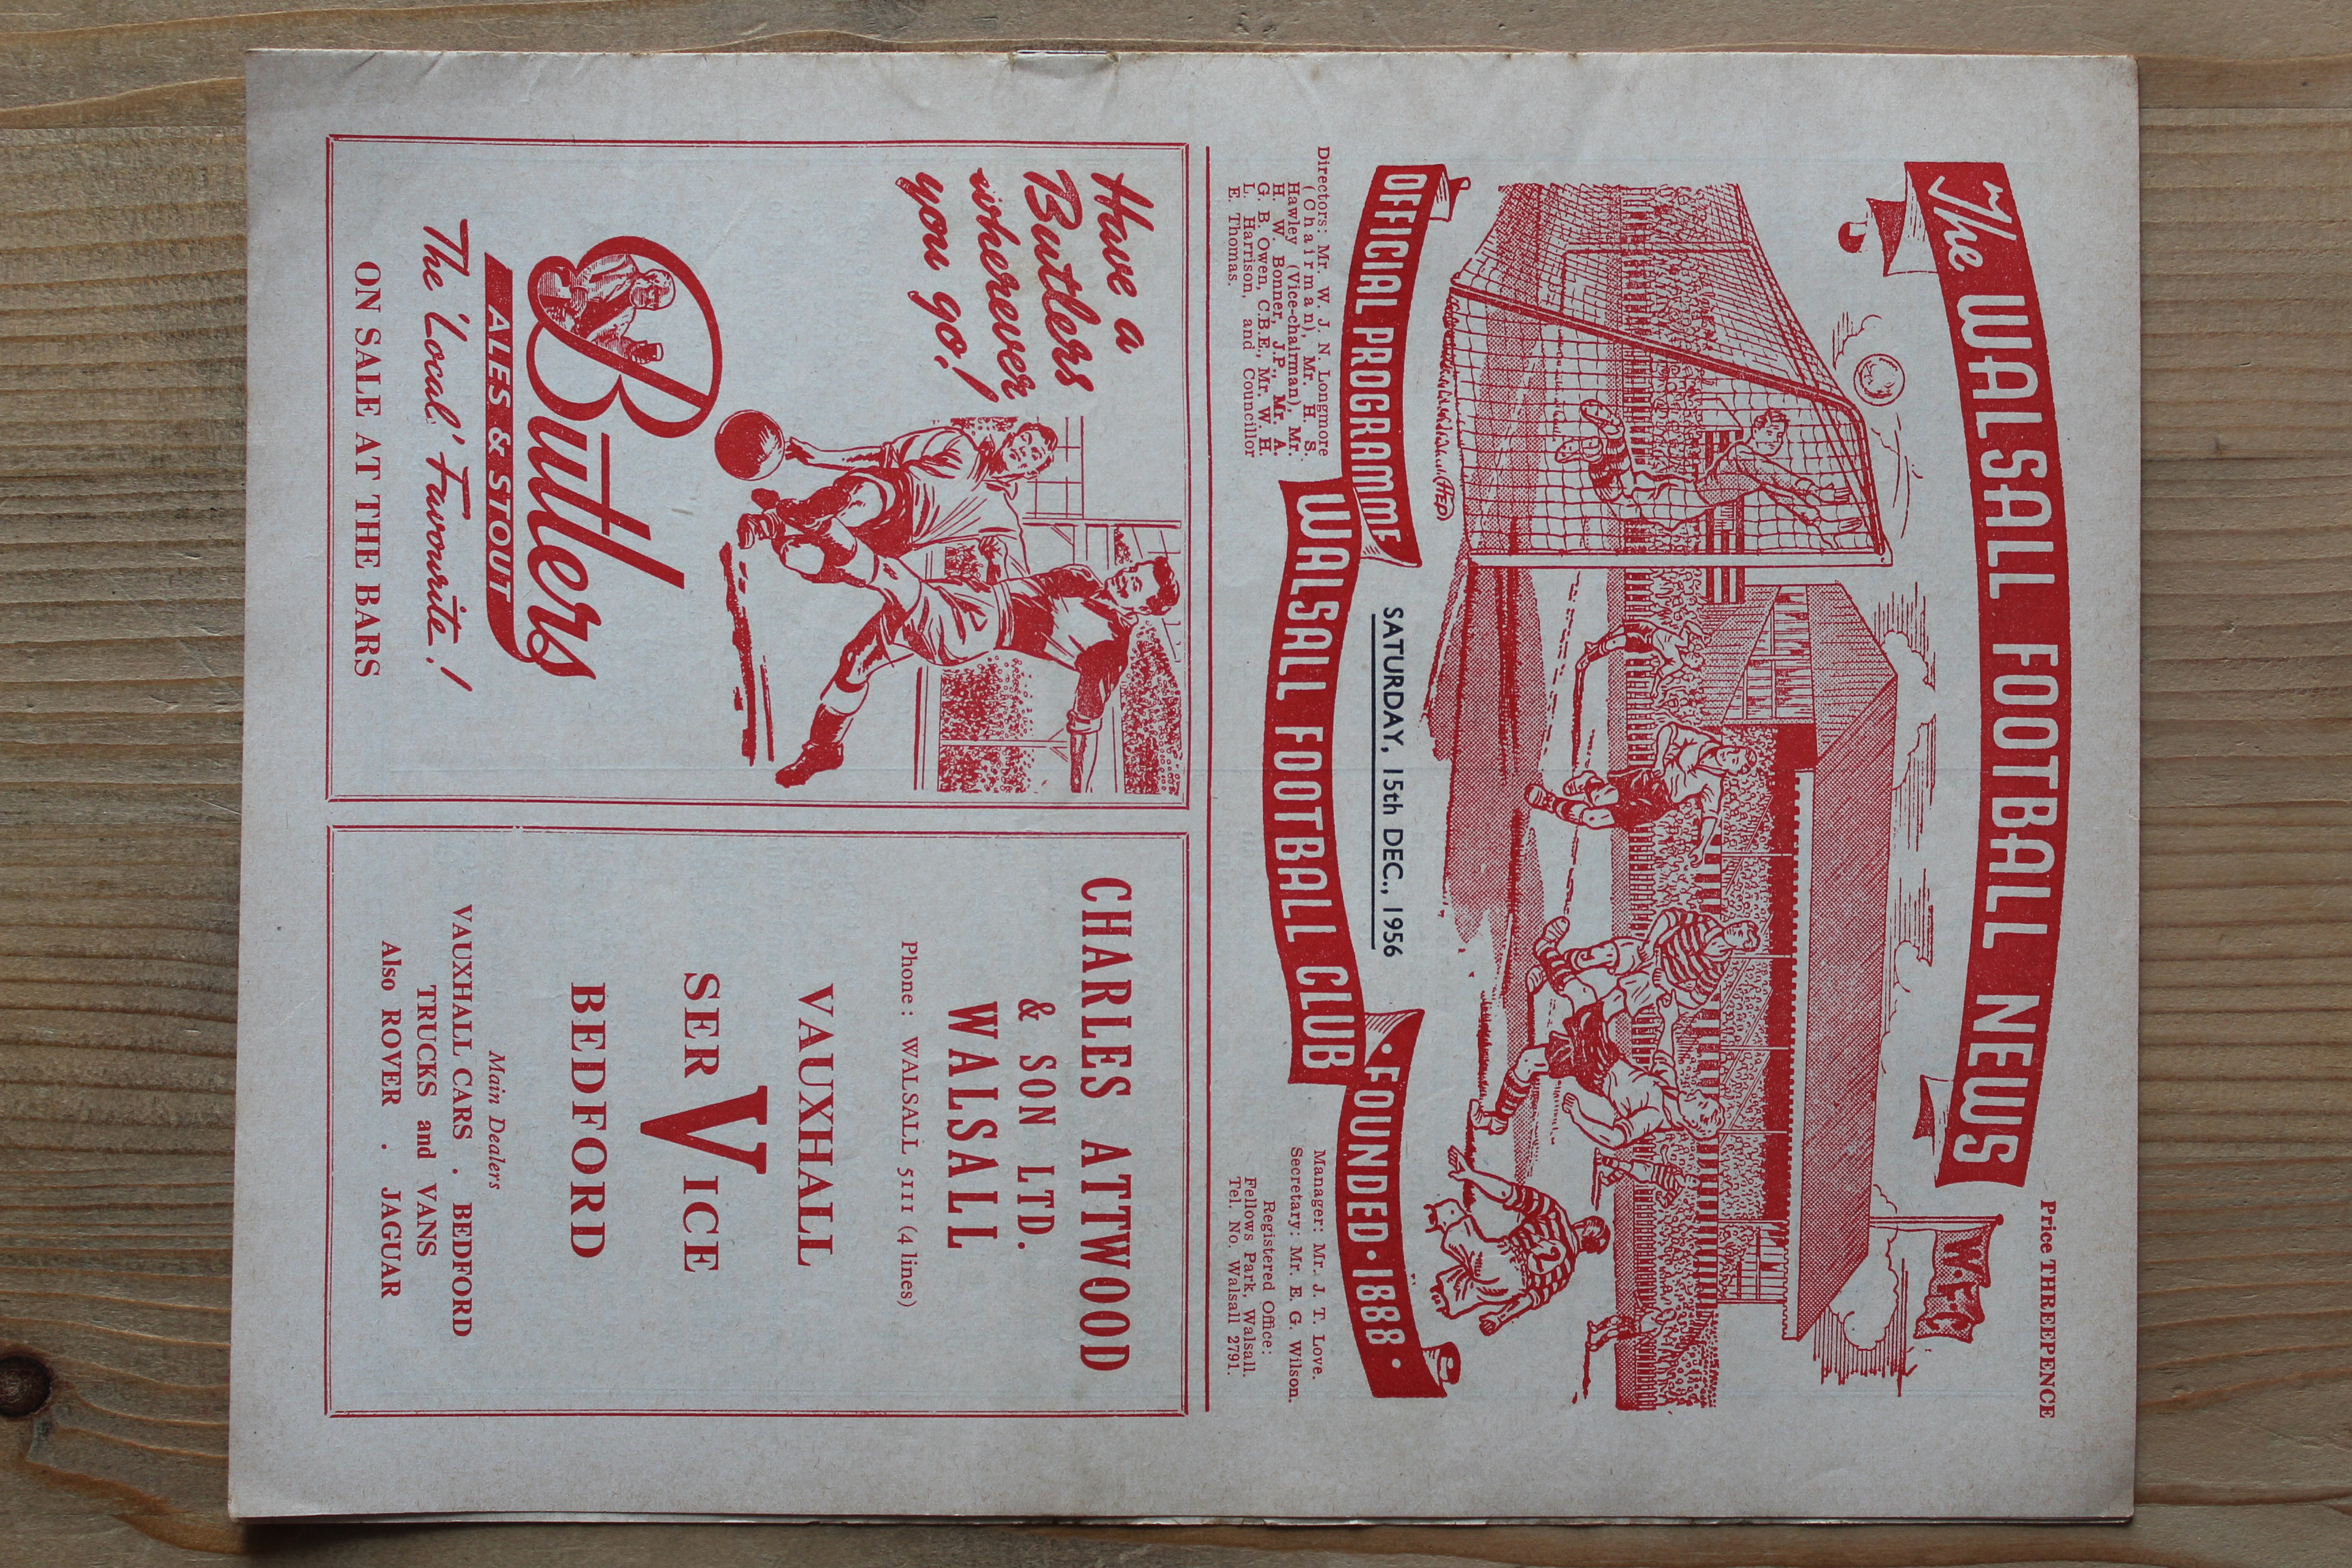 Price THREEPENCE
The WALSALL FOOTBALL NEWS
W.F.C
2
HEP
SATURDAY, 15th DEC., 1956
OFFICIAL PROGRAMME
WALSALL FOOTBALL CLUB
• FOUNDED • 1888 •
Directors: Mr. W. J. N. Longmore
(Chairman), Mr. H. S.
Hawley (Vice-chairman), Mr.
H. W. Bonner, J.P., Mr. A.
G. B. Owen, C.B.E., Mr. W. H.
L. Harrison, and Councillor
E. Thomas.
Manager: Mr. J. T. Love.
Secretary: Mr. E. G. Wilson.
Registered Office:
Fellows Park, Walsall.
Tel. No. Walsall 2791.
Have a
Butlers
wherever
you go!
Butlers
ALES & STOUT
The 'Local' Favourite!
ON SALE AT THE BARS
CHARLES ATTWOOD
& SON LTD.
WALSALL
Phone: WALSALL 5111 (4 lines)
VAUXHALL
SERVICE
BEDFORD
Main Dealers
VAUXHALL CARS . BEDFORD
TRUCKS and VANS
Also ROVER . JAGUAR